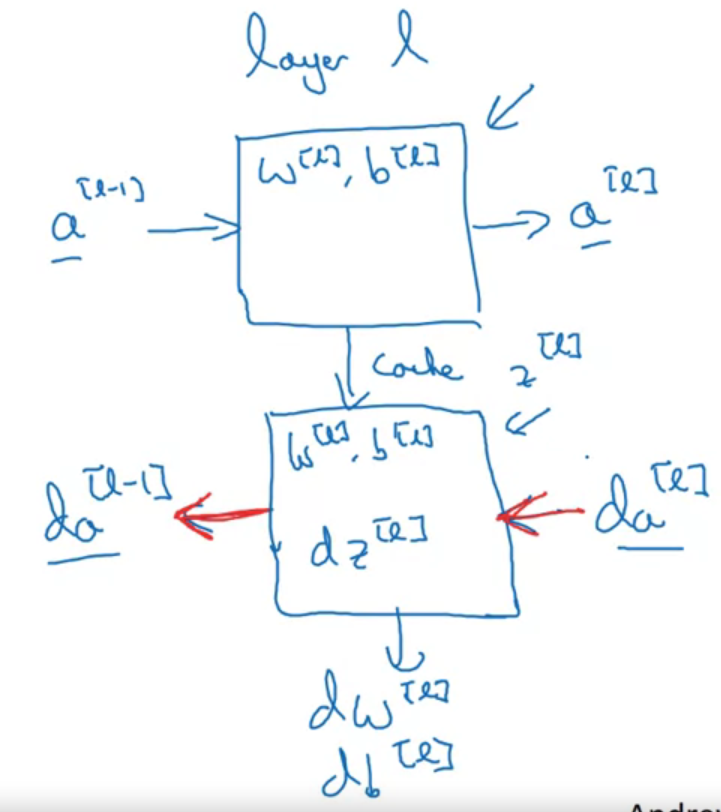 layer l
w[l], b[l]
a[l-1]
a[l]
cache z[l]
w[l], b[l]
da[l-1]
dz[l]
da[l]
dw[l]
db[l]